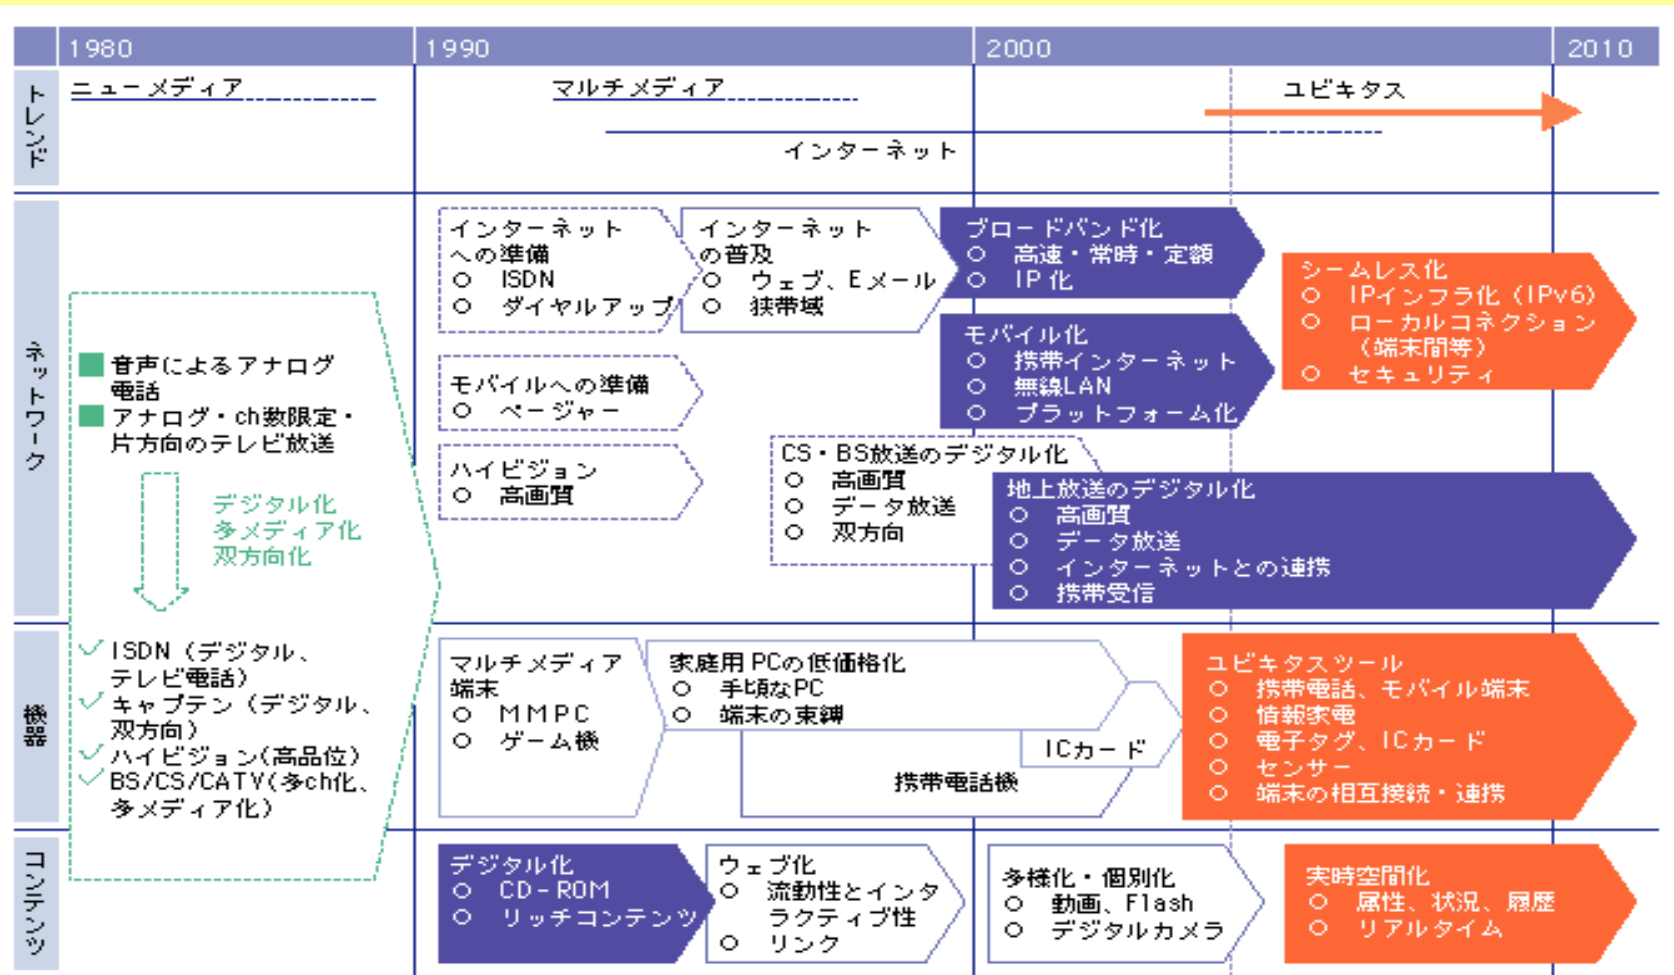 1980
1990
2000
2010
トレンド
ニューメディア
マルチメディア
ユビキタス
インターネット
ネットワーク
■音声によるアナログ
電話
■アナログ・ch数限定・
片方向のテレビ放送
デジタル化
多メディア化
双方向化
インターネット
への準備
○ ISDN
○ ダイヤルアップ
インターネット
の普及
○ ウェブ、Eメール
○ 狭帯域
ブロードバンド化
○ 高速・常時・定額
○ IP化
シームレス化
○ IPインフラ化（IPv6）
○ ローカルコネクション
（端末間等）
○ セキュリティ
モバイルへの準備
○ ページャー
モバイル化
○ 携帯インターネット
○ 無線LAN
○ プラットフォーム化
ハイビジョン
○ 高画質
CS・BS放送のデジタル化
○ 高画質
○ データ放送
○ 双方向
地上放送のデジタル化
○ 高画質
○ データ放送
○ インターネットとの連携
○ 携帯受信
機器
✓ISDN（デジタル、
テレビ電話）
✓キャプテン（デジタル、
双方向）
✓ハイビジョン(高品位)
✓BS/CS/CATV(多ch化、
多メディア化)
マルチメディア
端末
○ MMPC
○ ゲーム機
家庭用PCの低価格化
○ 手頃なPC
○ 端末の束縛
ICカード
携帯電話機
ユビキタスツール
○ 携帯電話、モバイル端末
○ 情報家電
○ 電子タグ、ICカード
○ センサー
○ 端末の相互接続・連携
コンテンツ
デジタル化
○ CD-ROM
○ リッチコンテンツ
ウェブ化
○ 流動性とインタ
ラクティブ性
○ リンク
多様化・個別化
○ 動画、Flash
○ デジタルカメラ
実時空間化
○ 属性、状況、履歴
○ リアルタイム